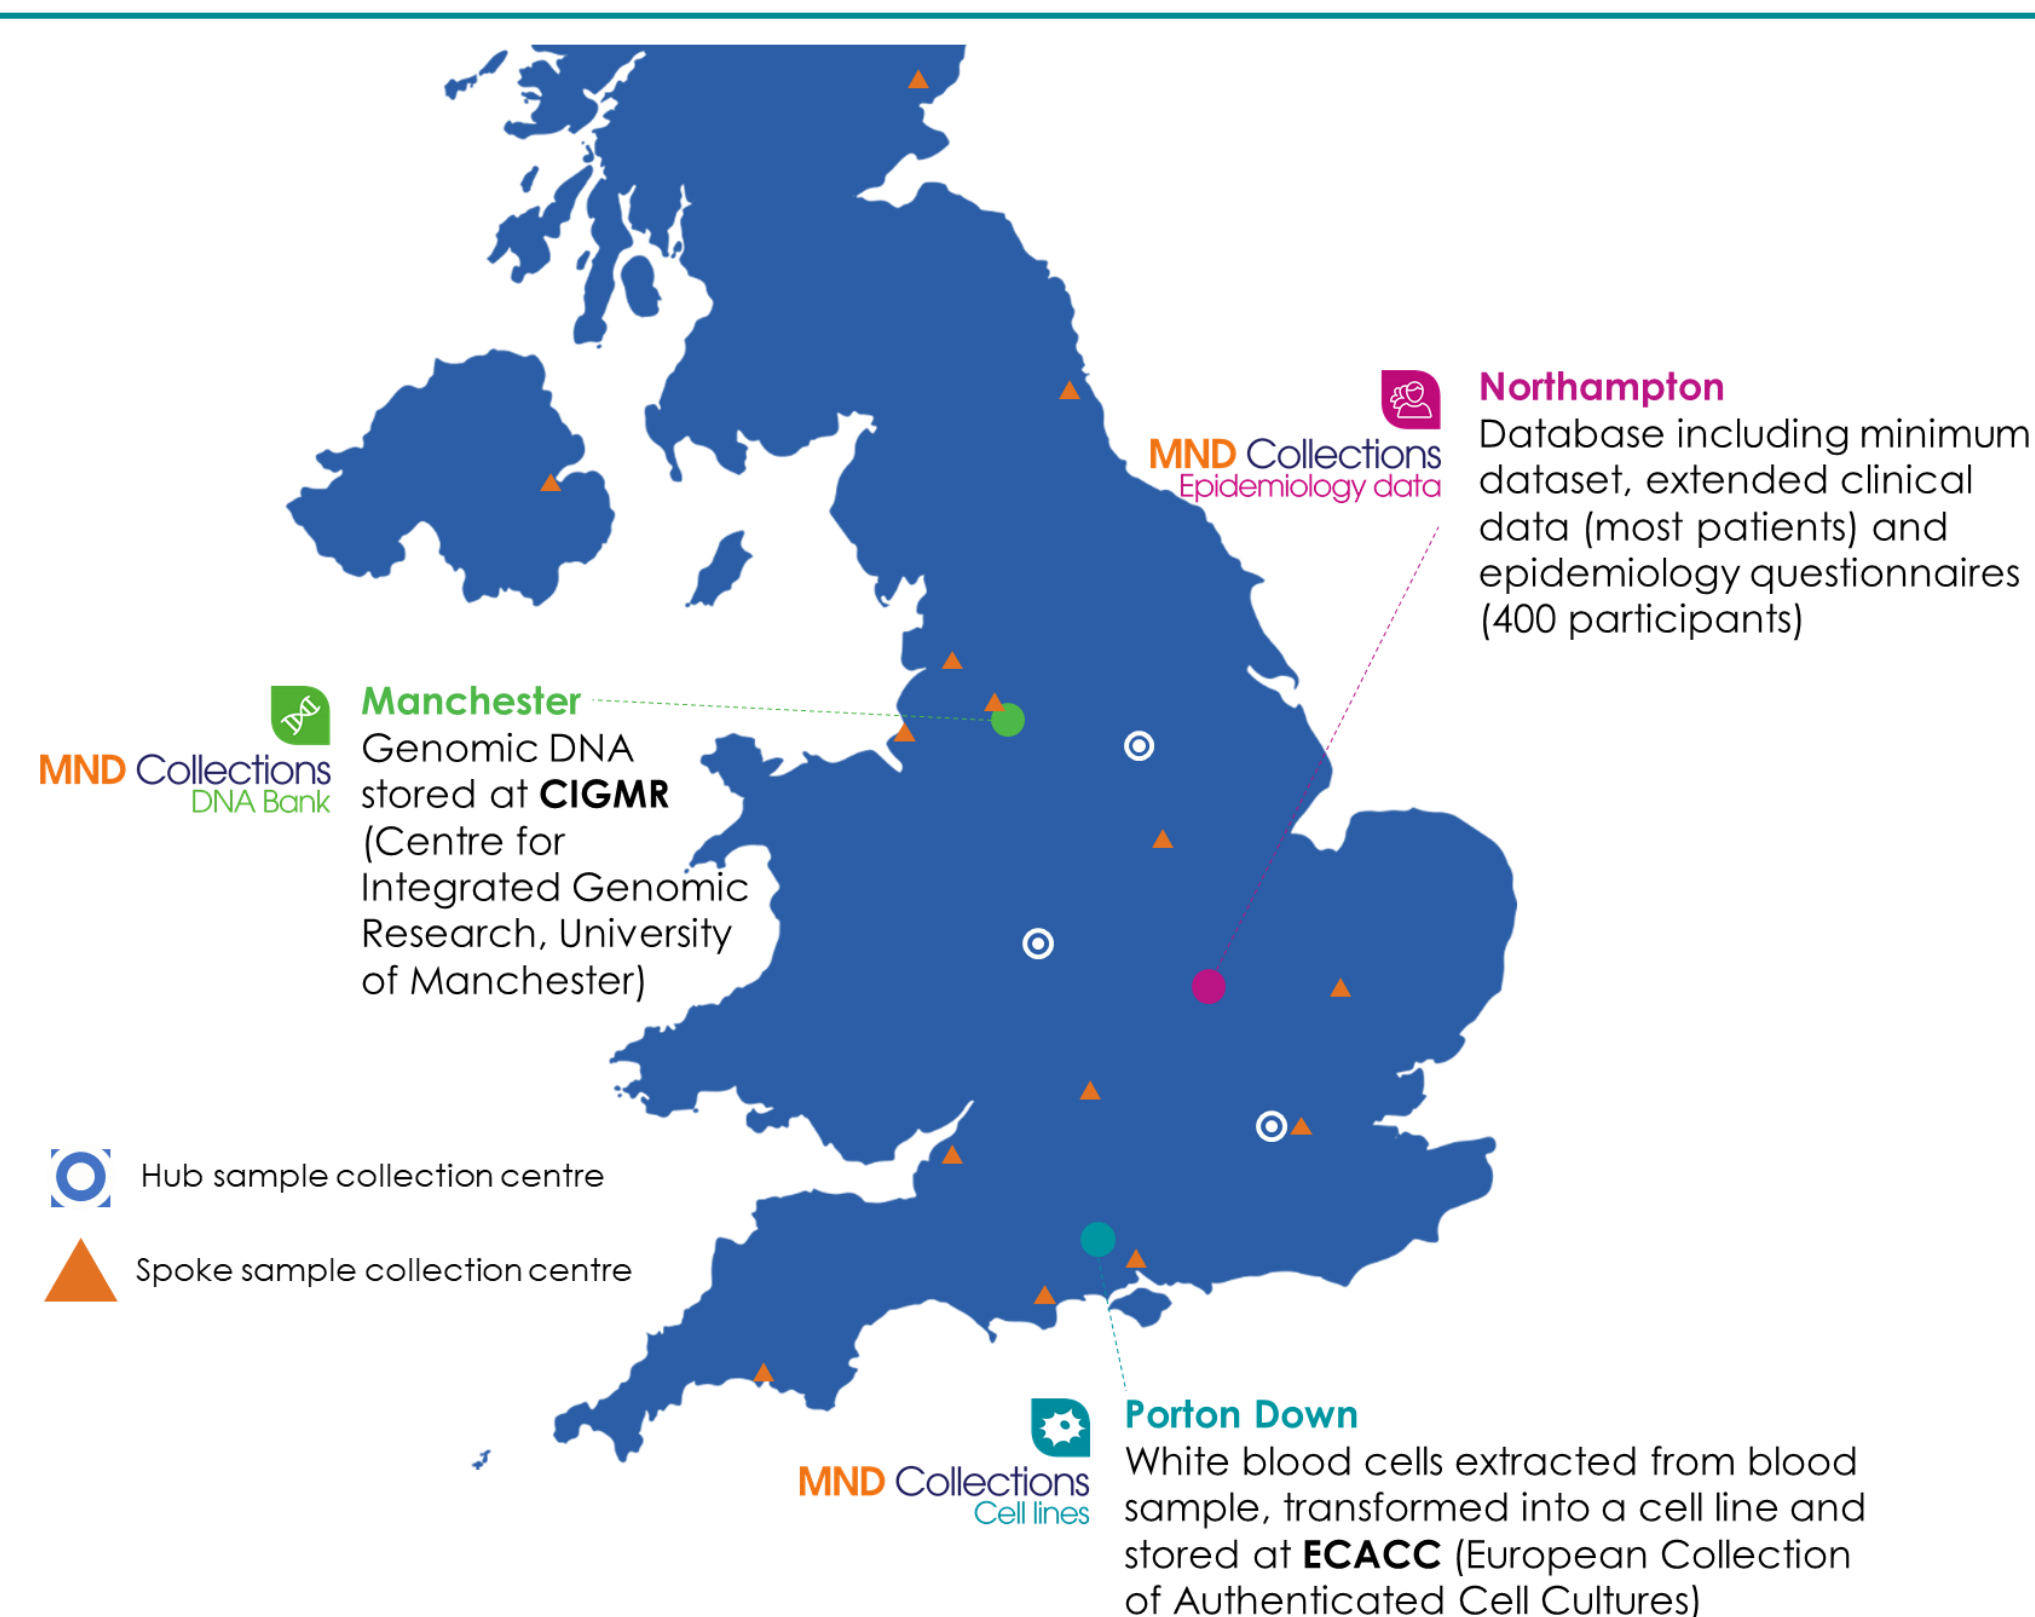 Northampton
MND Collections
Epidemiology data
Database including minimum
dataset, extended clinical
data (most patients) and
epidemiology questionnaires
(400 participants)
Manchester
MND Collections
DNA Bank
Genomic DNA
stored at CIGMR
(Centre for
Integrated Genomic
Research, University
of Manchester)
Hub sample collection centre
Spoke sample collection centre
Porton Down
MND Collections
Cell lines
White blood cells extracted from blood
sample, transformed into a cell line and
stored at ECACC (European Collection
of Authenticated Cell Cultures)